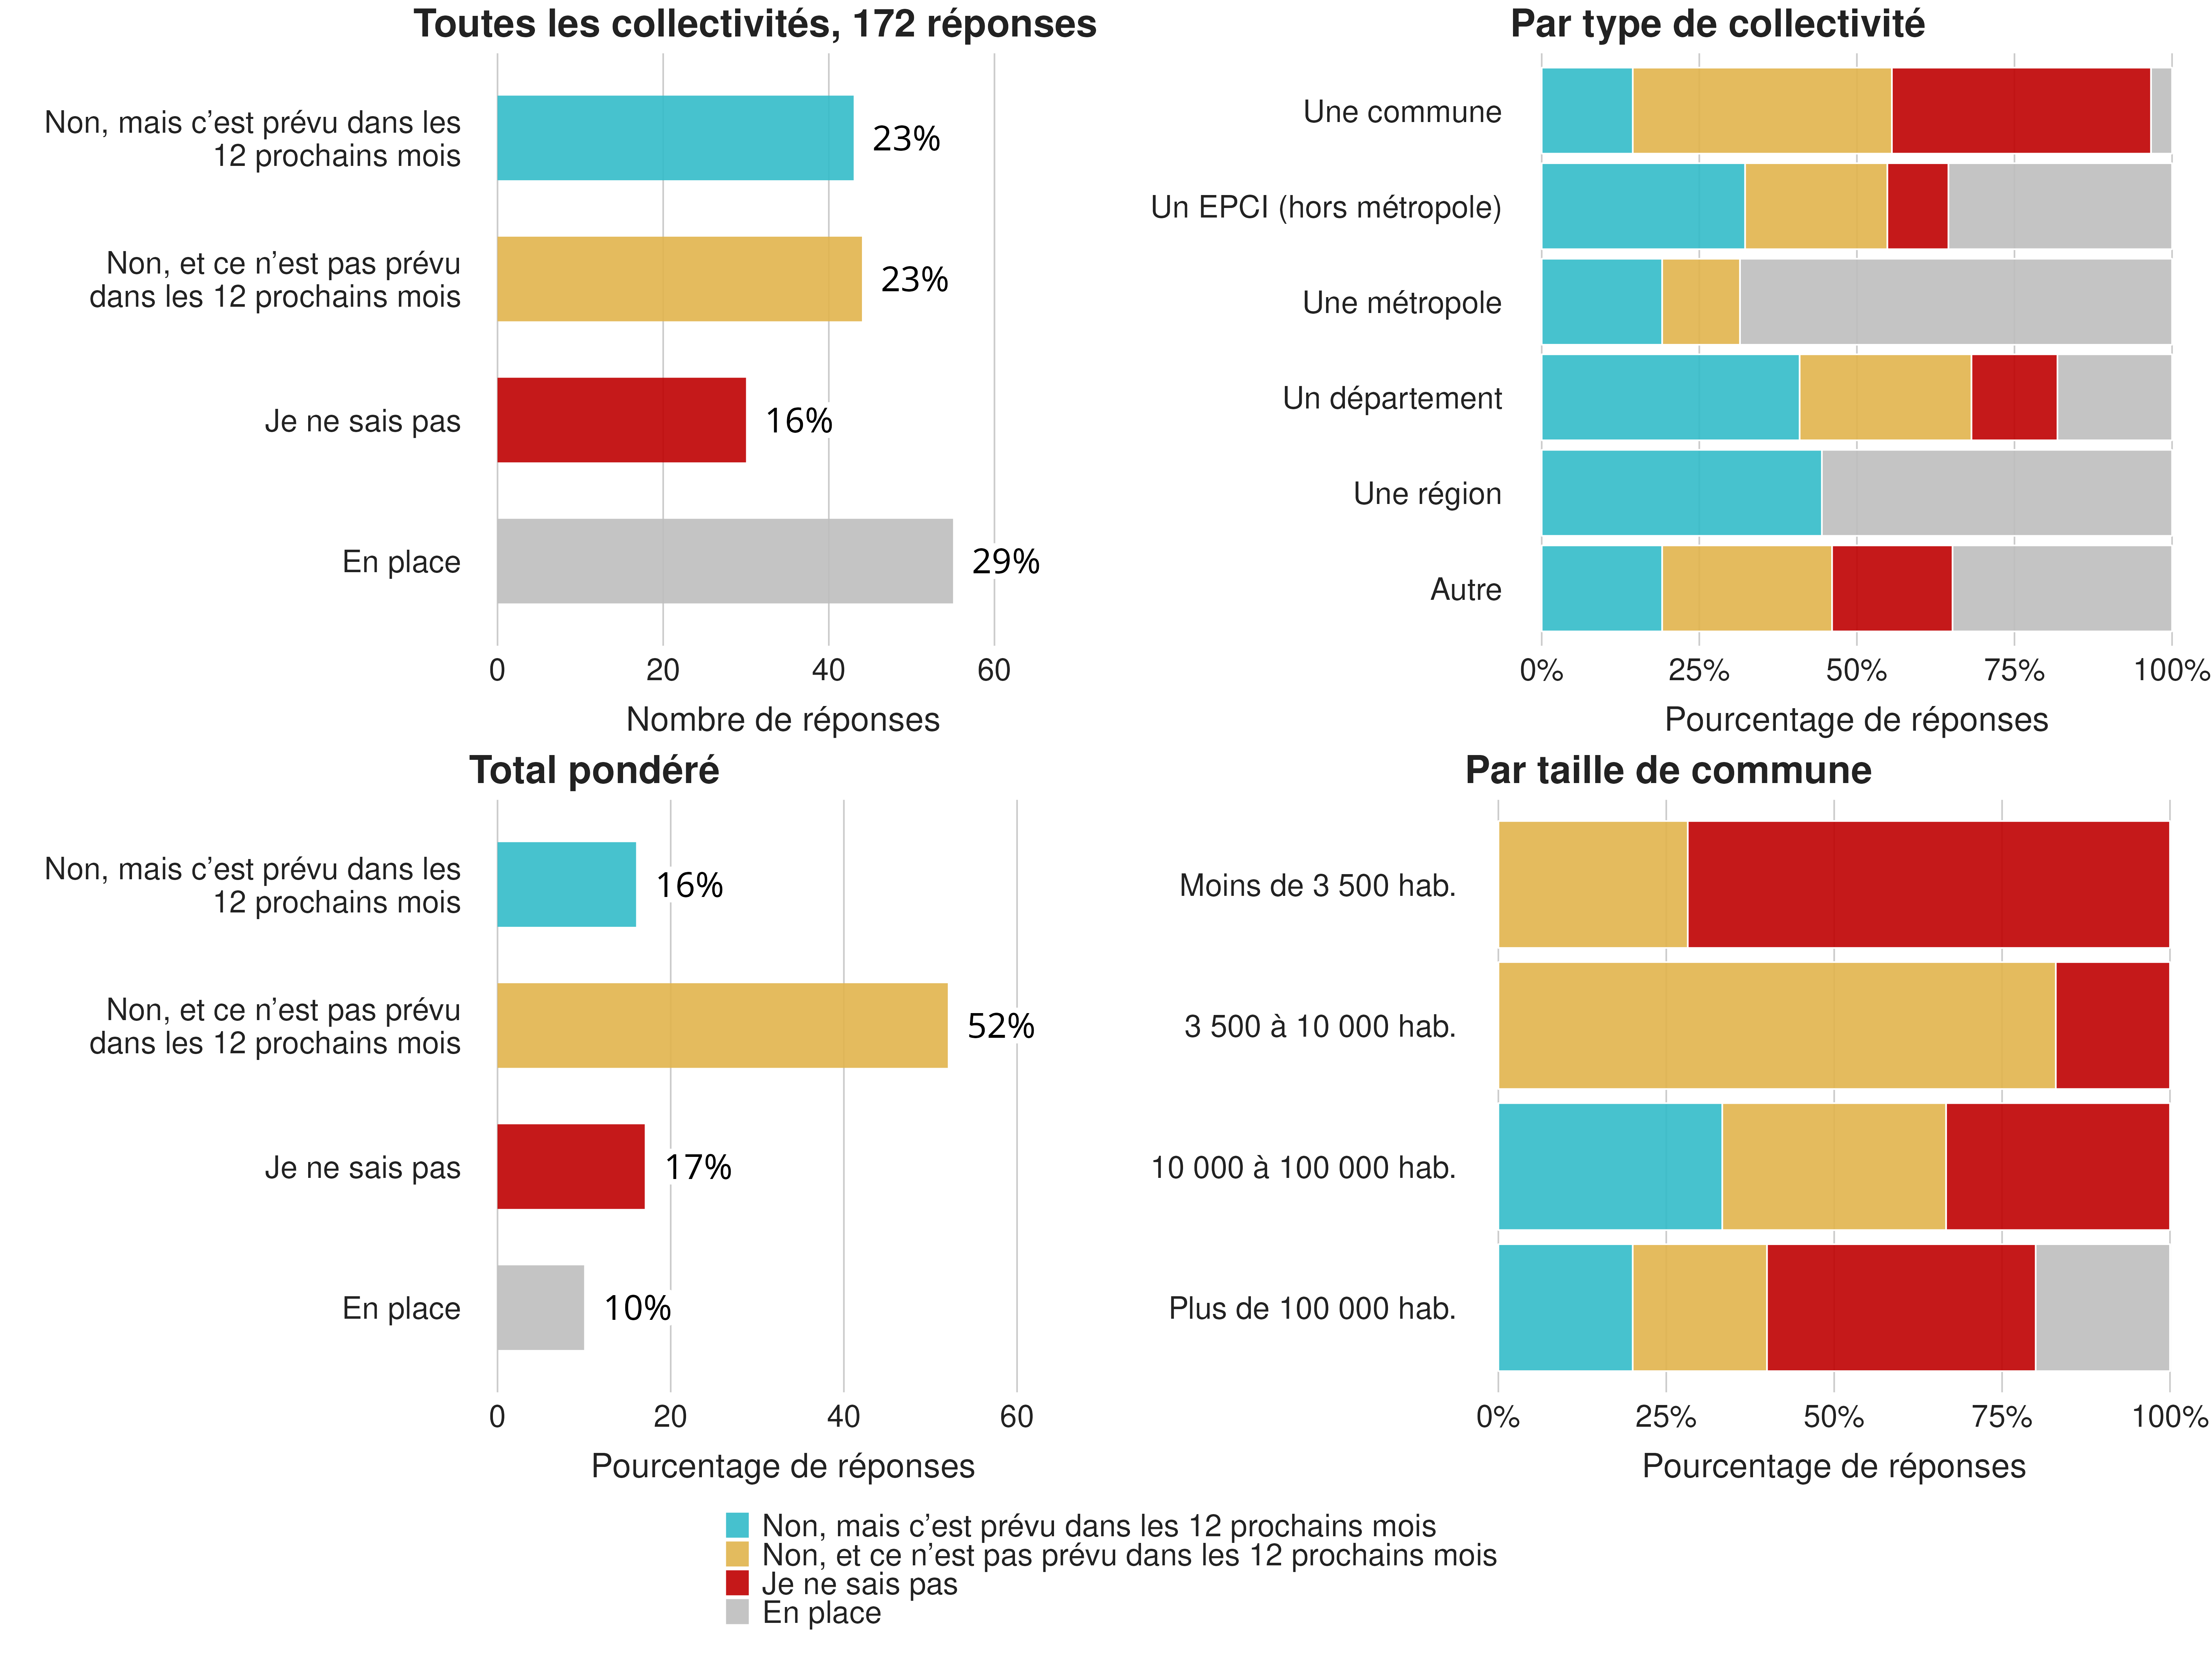 Toutes les collectivités, 172 réponses
Non, mais c’est prévu dans les
12 prochains mois
23%
Non, et ce n’est pas prévu
dans les 12 prochains mois
23%
Je ne sais pas
16%
En place
29%
0 20 40 60
Nombre de réponses
Par type de collectivité
Une commune
Un EPCI (hors métropole)
Une métropole
Un département
Une région
Autre
0% 25% 50% 75% 100%
Pourcentage de réponses
Total pondéré
Non, mais c’est prévu dans les
12 prochains mois
16%
Non, et ce n’est pas prévu
dans les 12 prochains mois
52%
Je ne sais pas
17%
En place
10%
0 20 40 60
Pourcentage de réponses
Par taille de commune
Moins de 3 500 hab.
3 500 à 10 000 hab.
10 000 à 100 000 hab.
Plus de 100 000 hab.
0% 25% 50% 75% 100%
Pourcentage de réponses
Non, mais c’est prévu dans les 12 prochains mois
Non, et ce n’est pas prévu dans les 12 prochains mois
Je ne sais pas
En place